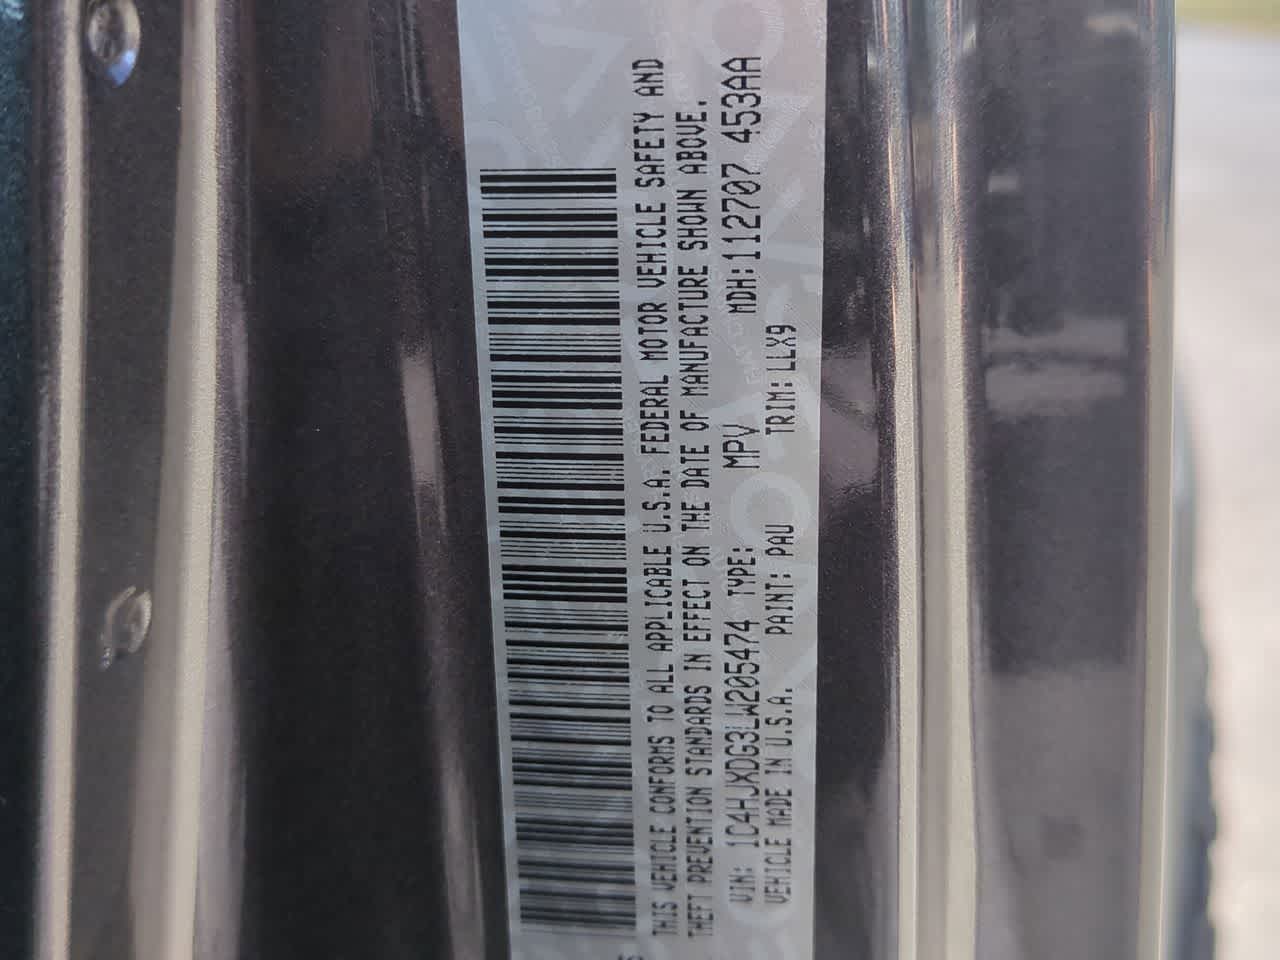 THIS VEHICLE CONFORMS TO ALL APPLICABLE U.S.A. FEDERAL MOTOR VEHICLE SAFETY AND
THEFT PREVENTION STANDARDS IN EFFECT ON THE DATE OF MANUFACTURE SHOWN ABOVE.
VIN: 1C4HJXDG3LW205474 TYPE: MPV MDH:112707 453AA
VEHICLE MADE IN U.S.A. PAINT: PAU TRIM: LLX9